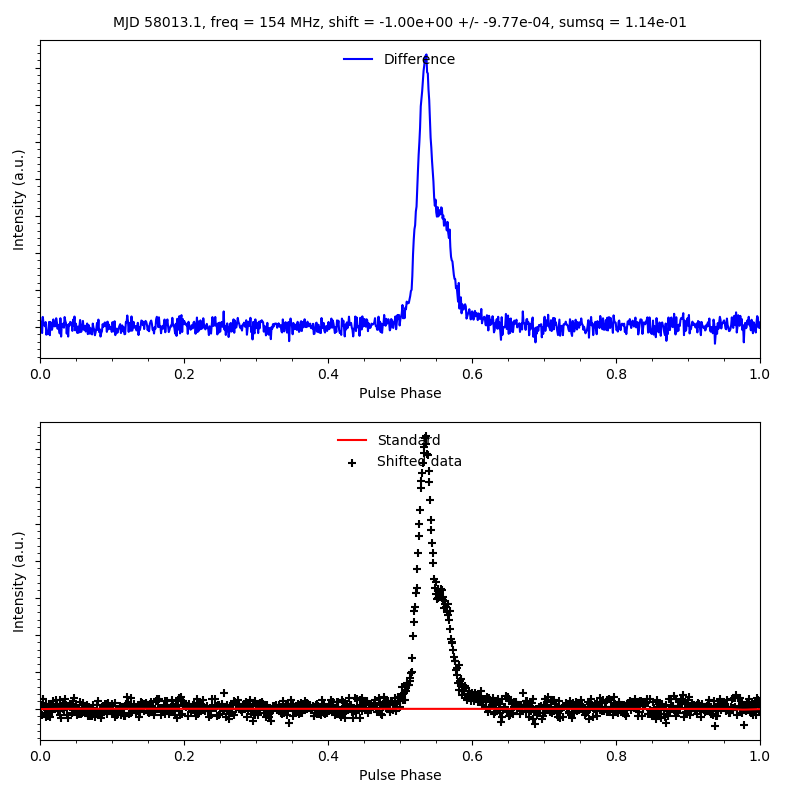 MJD 58013.1, freq = 154 MHz, shift = -1.00e+00 +/- -9.77e-04, sumsq = 1.14e-01
Difference
Intensity (a.u.)
0.0 0.2 0.4 0.6 0.8 1.0
Pulse Phase
Standard
Shifted data
Intensity (a.u.)
0.0 0.2 0.4 0.6 0.8 1.0
Pulse Phase